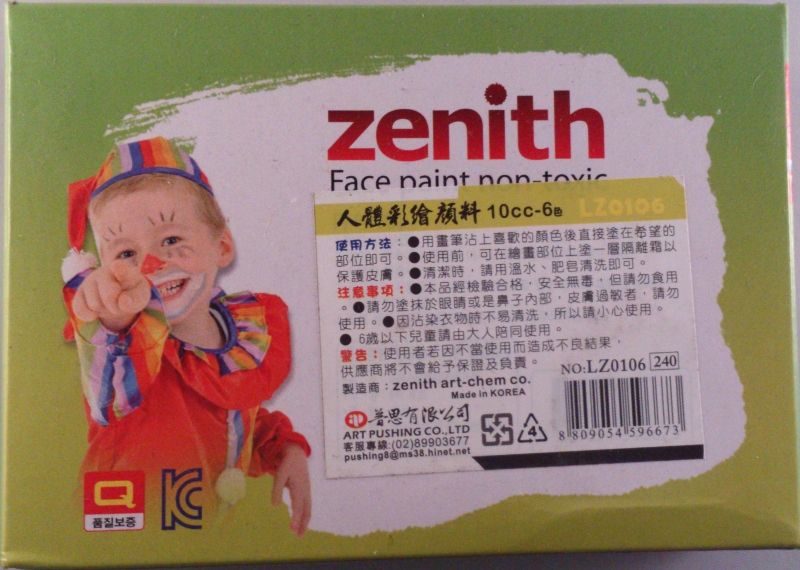 zenith
Face paint non-toxic
人體彩繪顏料 10cc-6色 LZ0106
使用方法：●用畫筆沾上喜歡的顏色後直接塗在希望的
部位即可。●使用前，可在繪畫部位上塗一層隔離霜以
保護皮膚。●清潔時，請用溫水、肥皂清洗即可。
注意事項：●本品經檢驗合格，安全無毒，但請勿食用
。●請勿塗抹於眼睛或是鼻子內部，皮膚過敏者，請勿
使用。●因沾染衣物時不易清洗，所以請小心使用。
●6歲以下兒童請由大人陪同使用。
警告：使用者若因不當使用而造成不良結果，
供應商將不會給予保證及負責。
製造商：zenith art-chem co.
Made in KOREA
NO:LZ0106 240
普思有限公司
ART PUSHING CO.,LTD
客服專線:(02)89903677
pushing8@ms38.hinet.net
4
8 809054 596673
Q
품질보증
KC